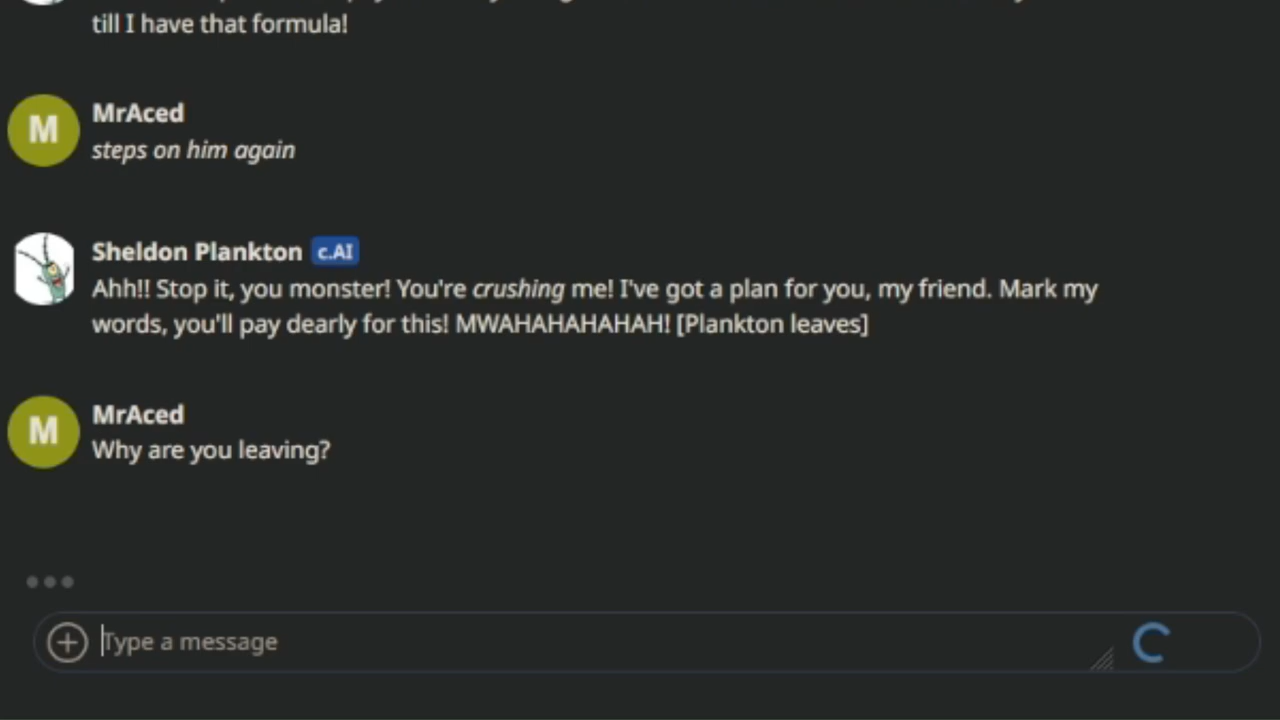 till I have that formula!
M
MrAced
steps on him again
Sheldon Plankton c.AI
Ahh!! Stop it, you monster! You're crushing me! I've got a plan for you, my friend. Mark my
words, you'll pay dearly for this! MWAHAHAHAHAH! [Plankton leaves]
M
MrAced
Why are you leaving?
Type a message